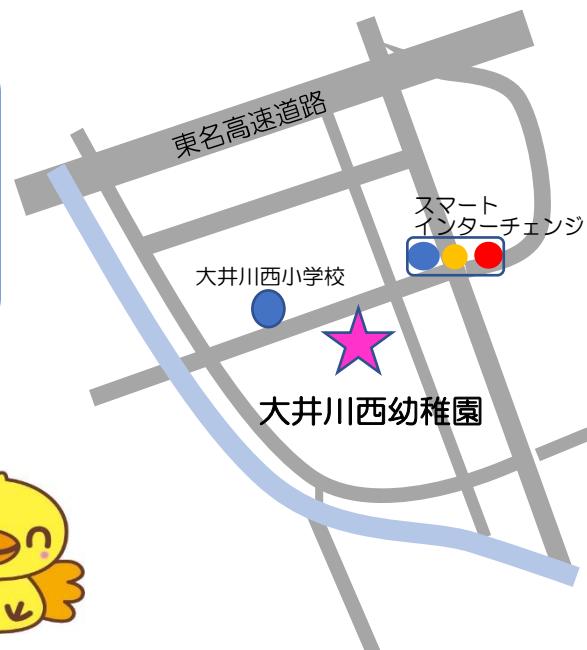 東名高速道路
スマート
インターチェンジ
大井川西小学校
大井川西幼稚園